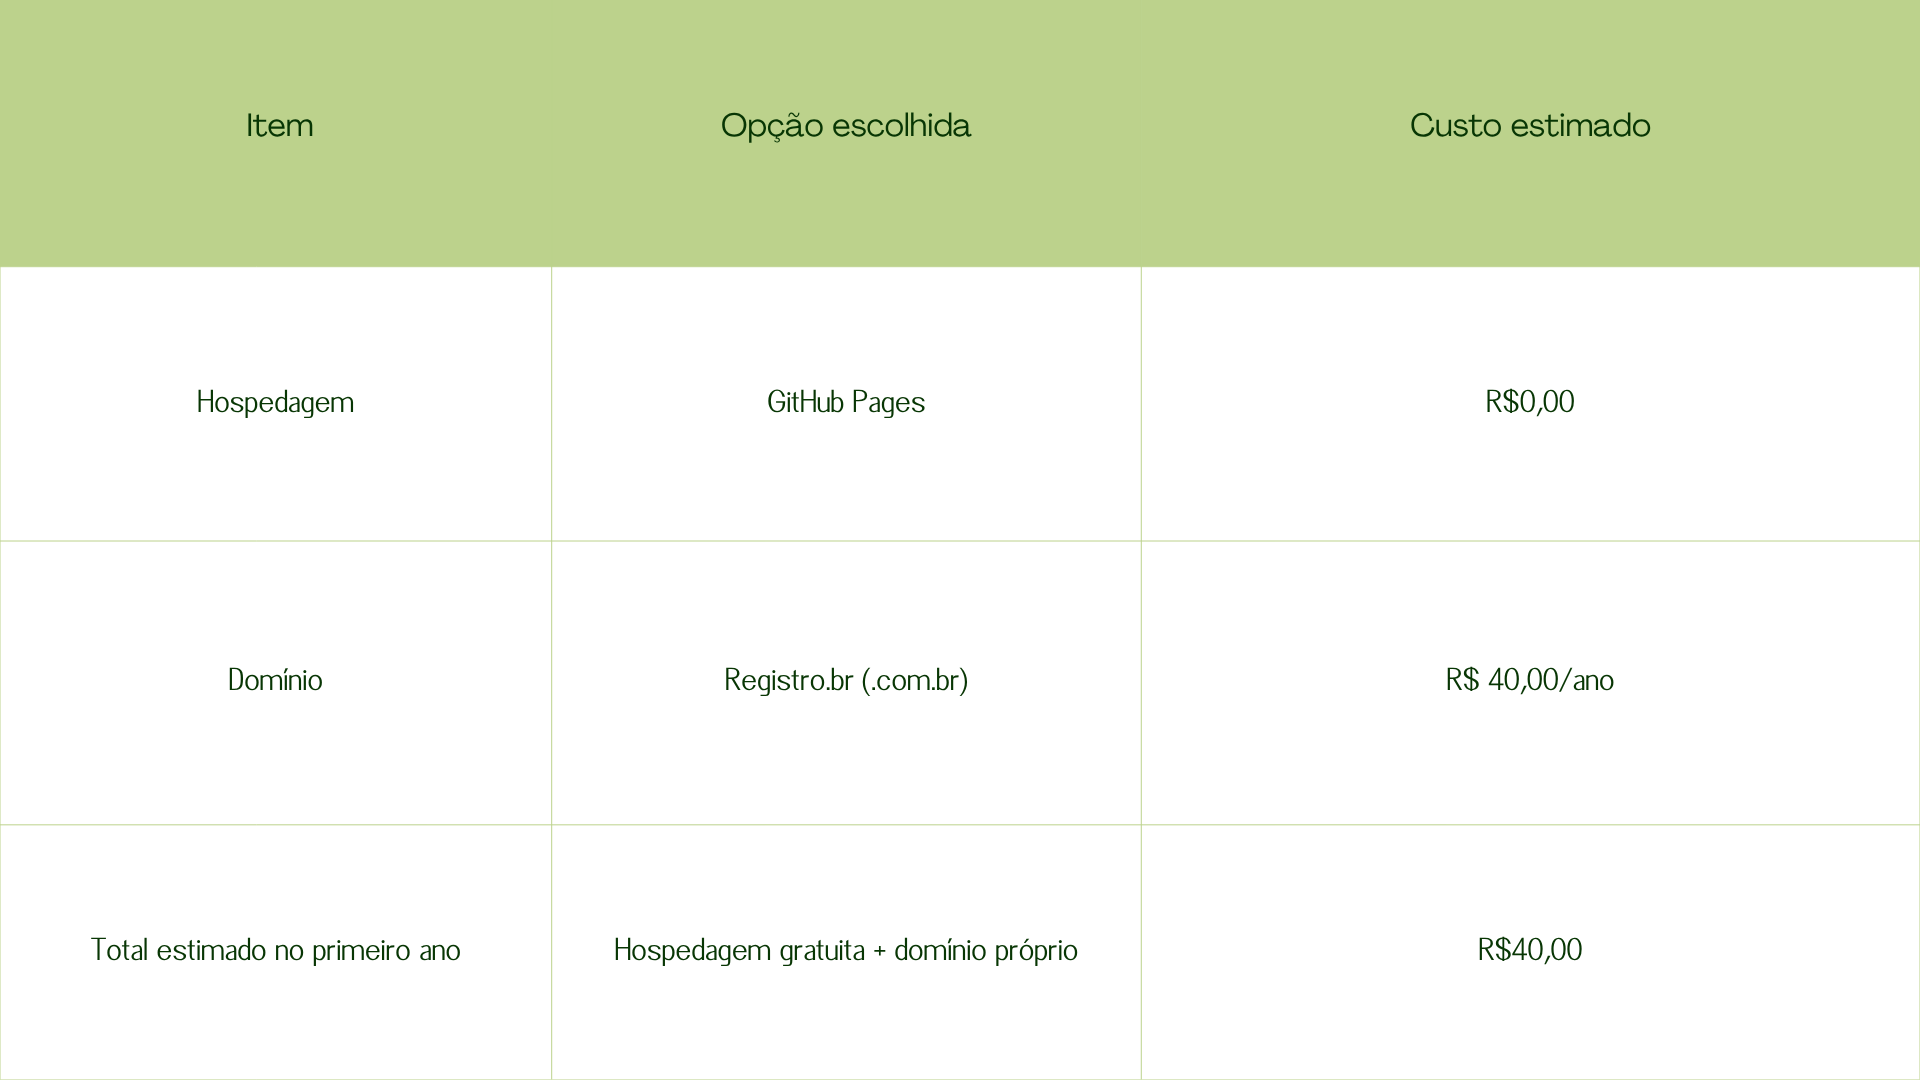 Item
Opção escolhida
Custo estimado
Hospedagem
GitHub Pages
R$0,00
Domínio
Registro.br (.com.br)
R$ 40,00/ano
Total estimado no primeiro ano
Hospedagem gratuita + domínio próprio
R$40,00